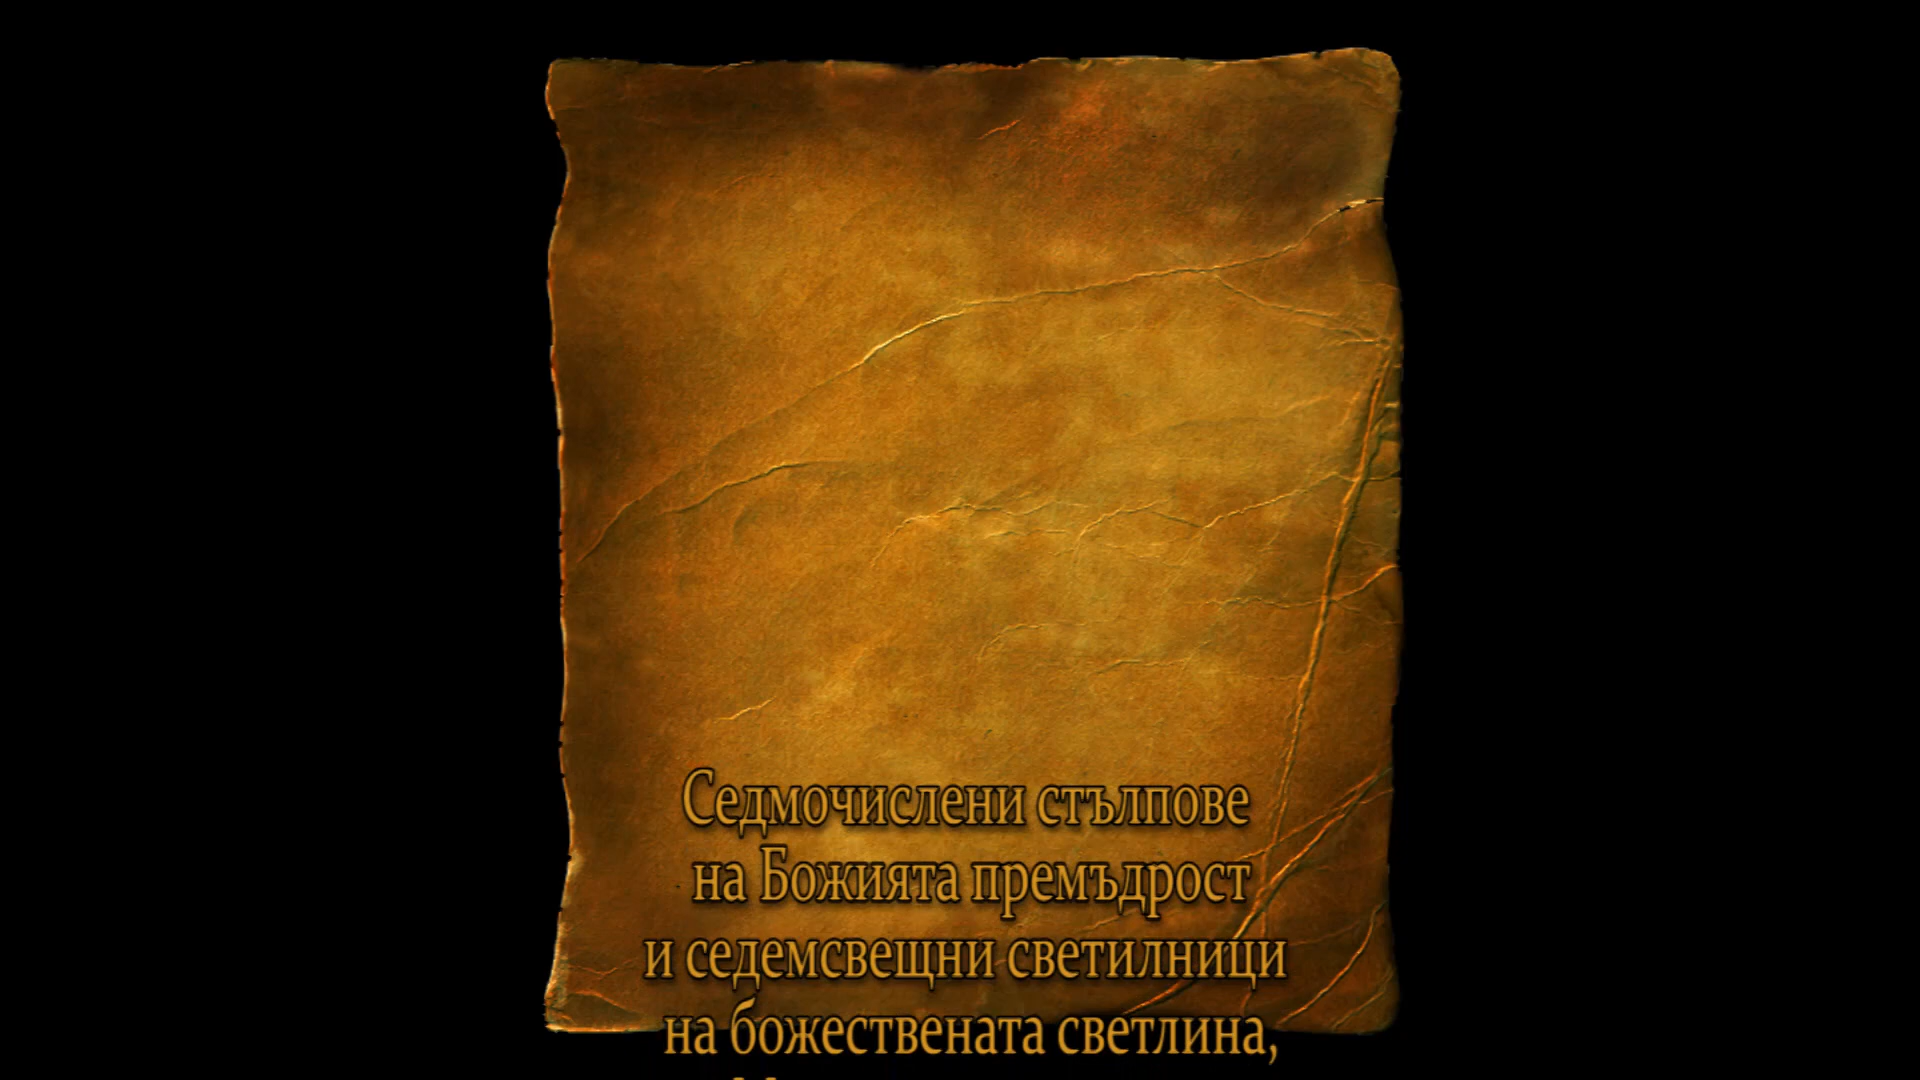 Седмочислени стълпове
на Божията премъдрост
и седемсвещни светилници
на божествената светлина,